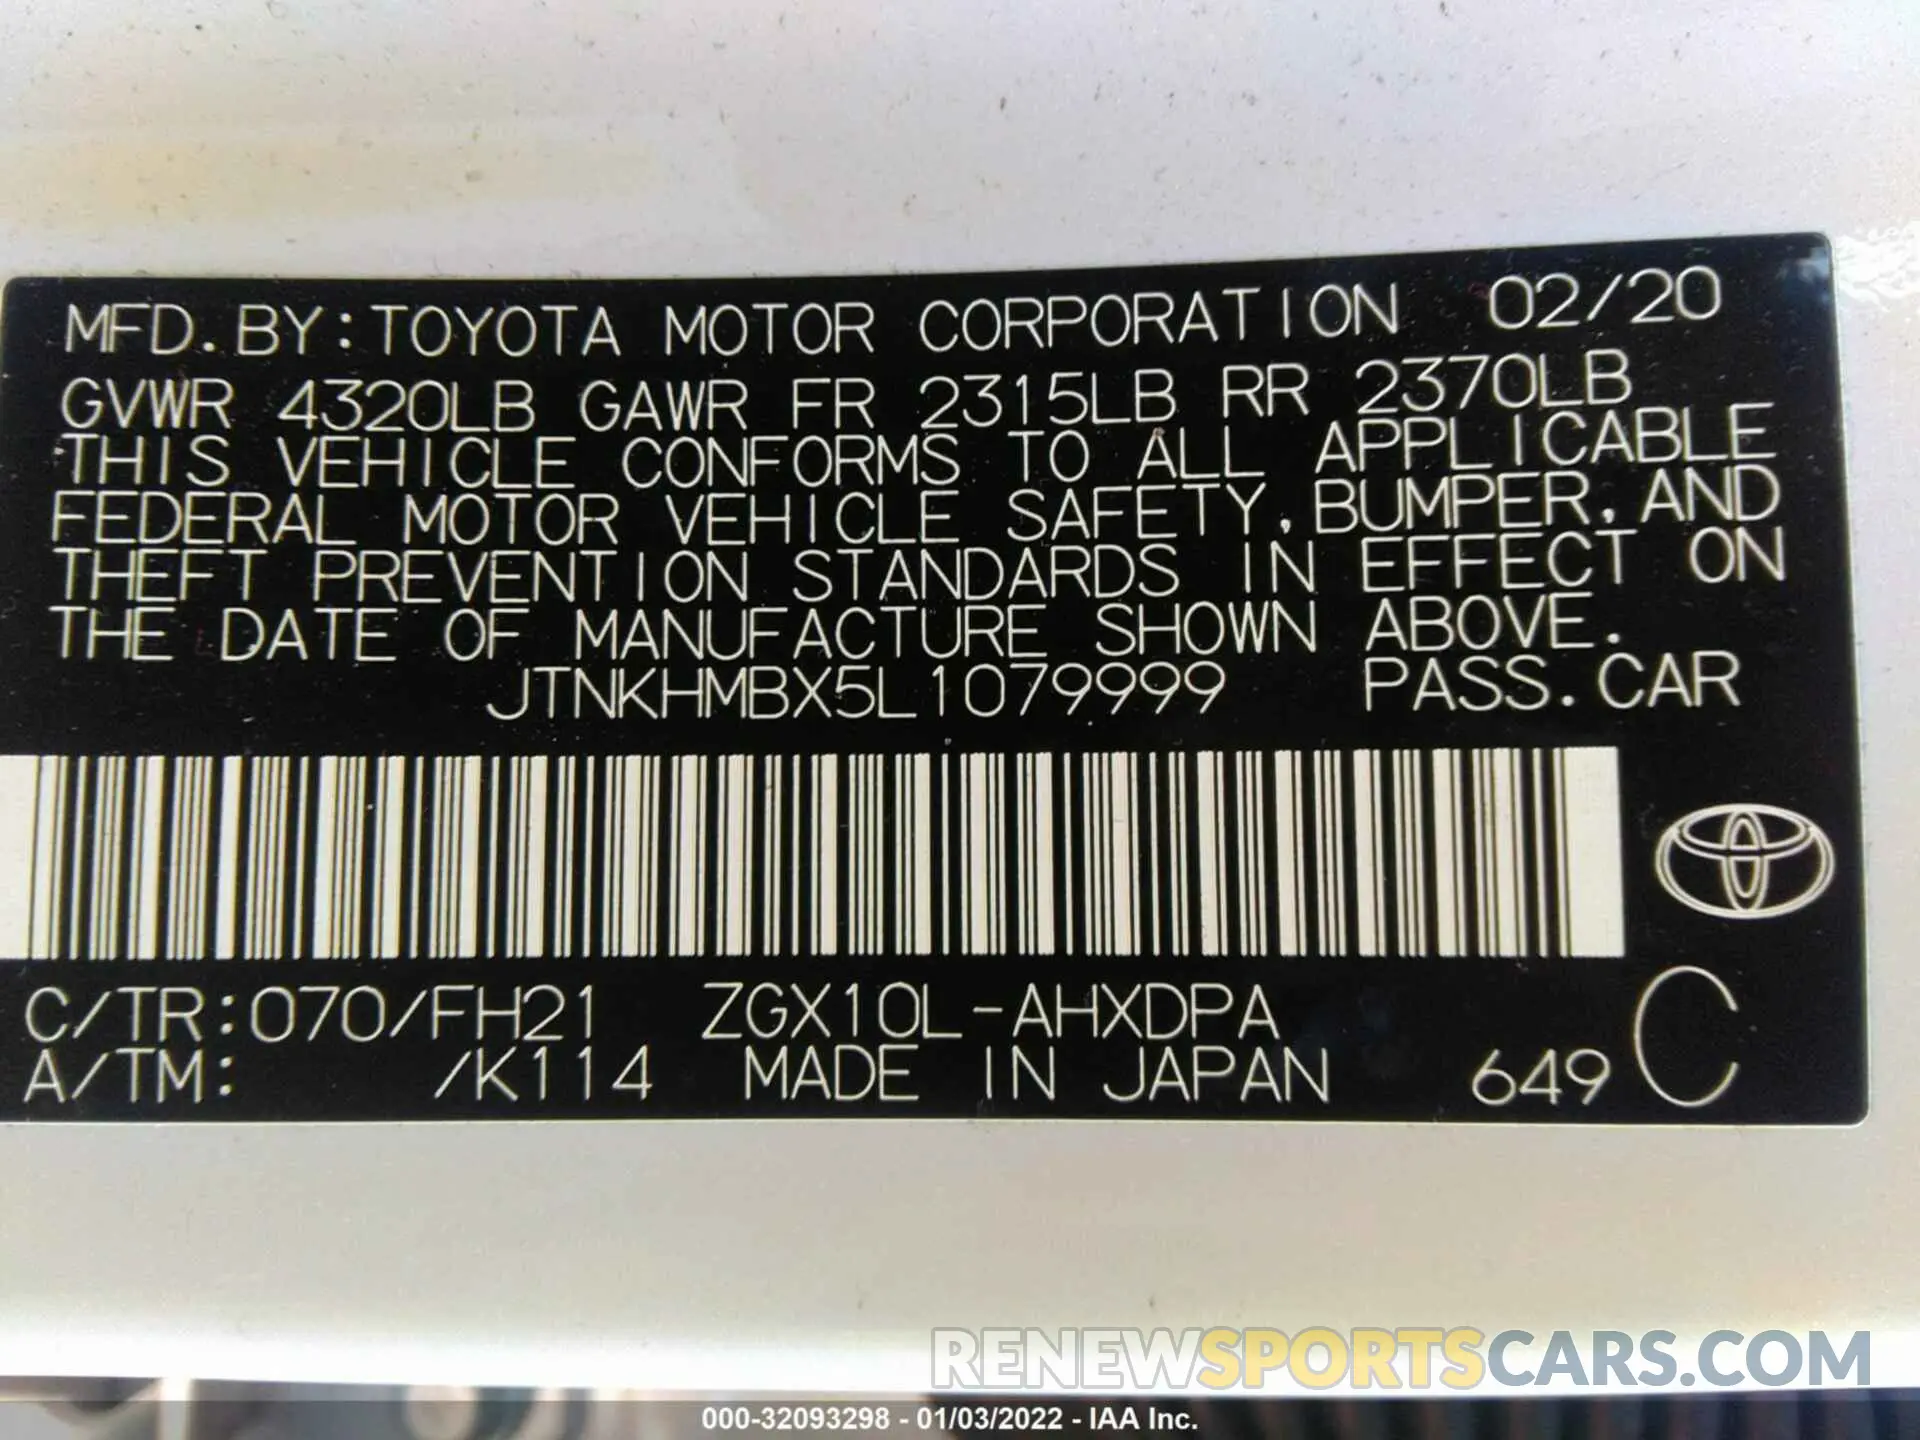 MFD.BY:TOYOTA MOTOR CORPORATION 02/20
GVWR 4320LB GAWR FR 2315LB RR 2370LB
THIS VEHICLE CONFORMS TO ALL APPLICABLE
FEDERAL MOTOR VEHICLE SAFETY,BUMPER,AND
THEFT PREVENTION STANDARDS IN EFFECT ON
THE DATE OF MANUFACTURE SHOWN ABOVE.
JTNKHMBX5L1079999 PASS.CAR
C/TR:070/FH21 ZGX10L-AHXDPA C
A/TM: /K114 MADE IN JAPAN 649
RENEWSPORTSCARS.COM
000-32093298 - 01/03/2022 - IAA Inc.